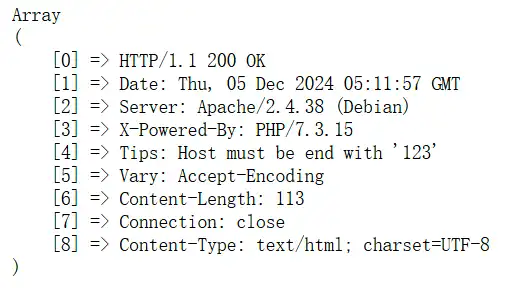 Array
(
    [0] => HTTP/1.1 200 OK
    [1] => Date: Thu, 05 Dec 2024 05:11:57 GMT
    [2] => Server: Apache/2.4.38 (Debian)
    [3] => X-Powered-By: PHP/7.3.15
    [4] => Tips: Host must be end with '123'
    [5] => Vary: Accept-Encoding
    [6] => Content-Length: 113
    [7] => Connection: close
    [8] => Content-Type: text/html; charset=UTF-8
)